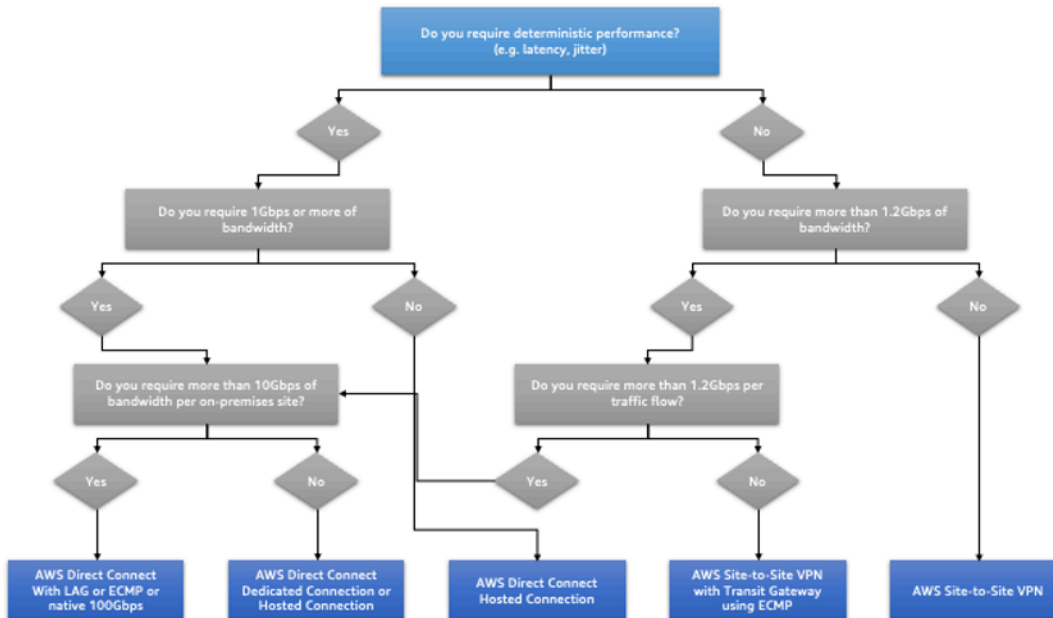 Do you require deterministic performance?
(e.g. latency, jitter)
Yes
No
Do you require 1Gbps or more of
bandwidth?
Do you require more than 1.2Gbps of
bandwidth?
Yes
No
Yes
No
Do you require more than 10Gbps of
bandwidth per on-premises site?
Do you require more than 1.2Gbps per
traffic flow?
Yes
No
Yes
No
AWS Direct Connect
With LAG or ECMP or
native 100Gbps
AWS Direct Connect
Dedicated Connection or
Hosted Connection
AWS Direct Connect
Hosted Connection
AWS Site-to-Site VPN
with Transit Gateway
using ECMP
AWS Site-to-Site VPN